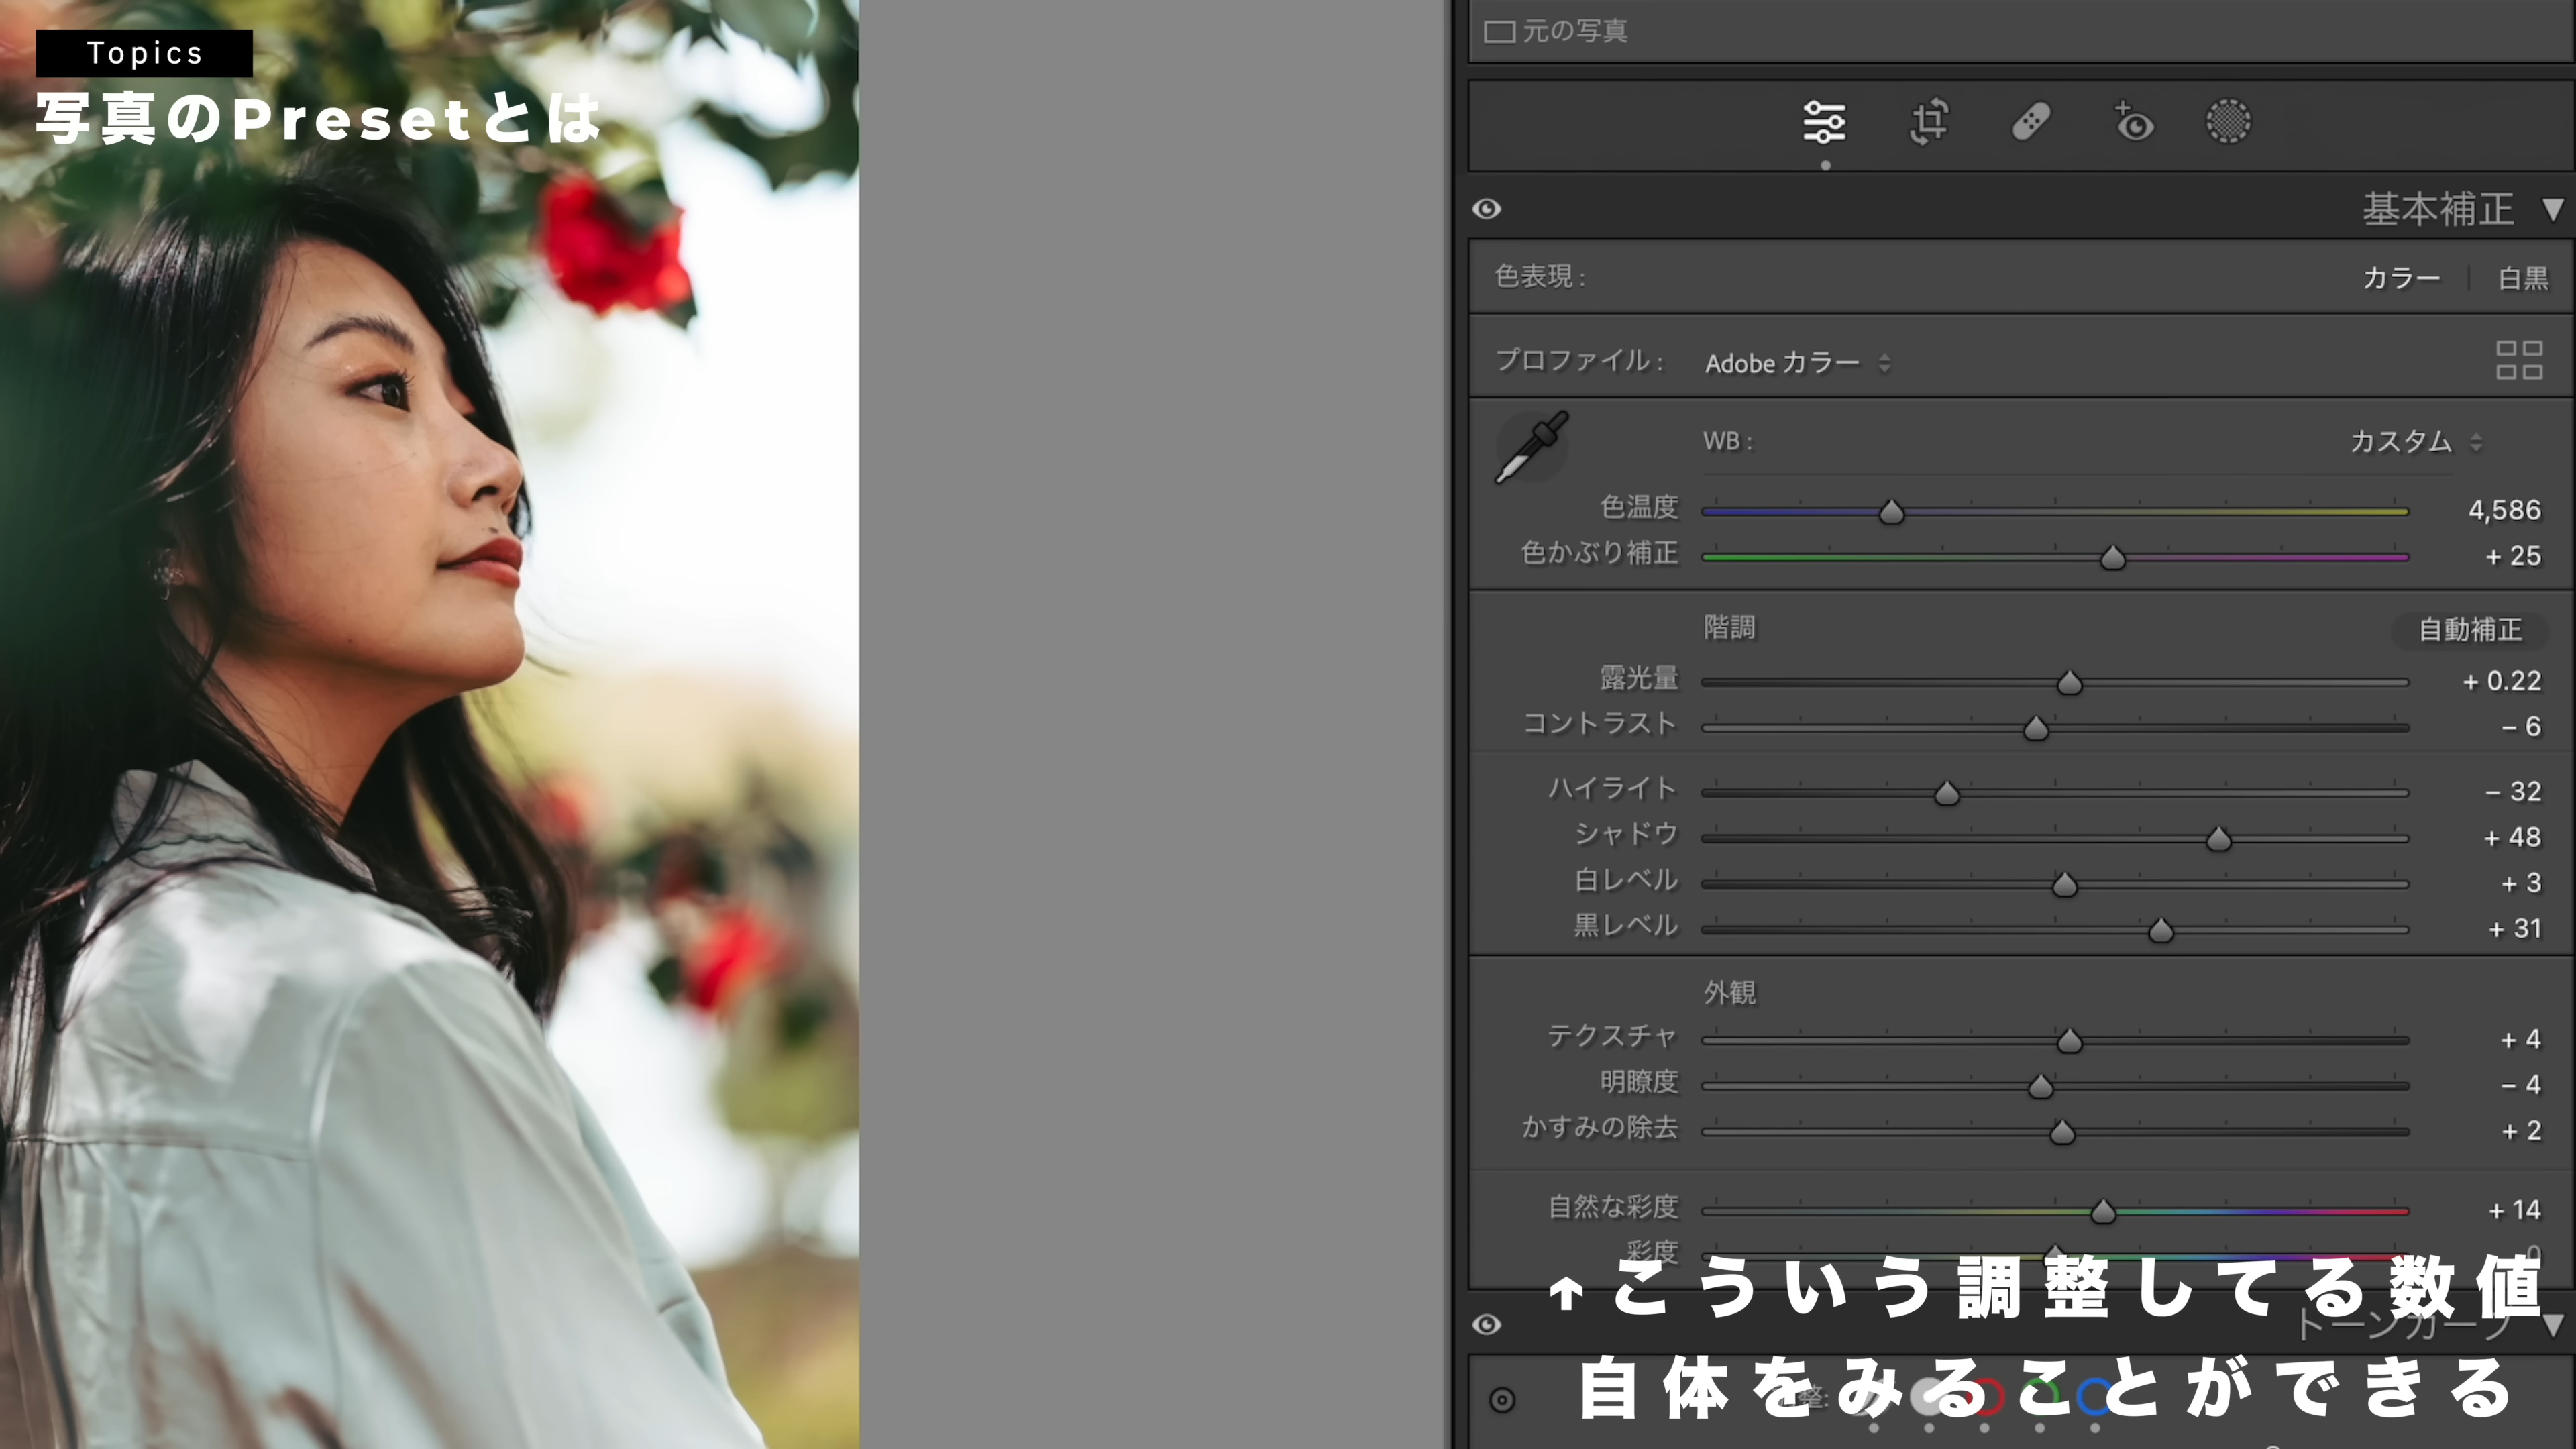 Topics
写真のPresetとは
元の写真
基本補正
色表現 :
カラー
白黒
プロファイル :
Adobe カラー
WB :
カスタム
色温度
4,586
色かぶり補正
+ 25
階調
自動補正
露光量
+ 0.22
コントラスト
− 6
ハイライト
− 32
シャドウ
+ 48
白レベル
+ 3
黒レベル
+ 31
外観
テクスチャ
+ 4
明瞭度
− 4
かすみの除去
+ 2
自然な彩度
+ 14
彩度
0
↑こういう調整してる数値
トーンカーブ
自体をみることができる